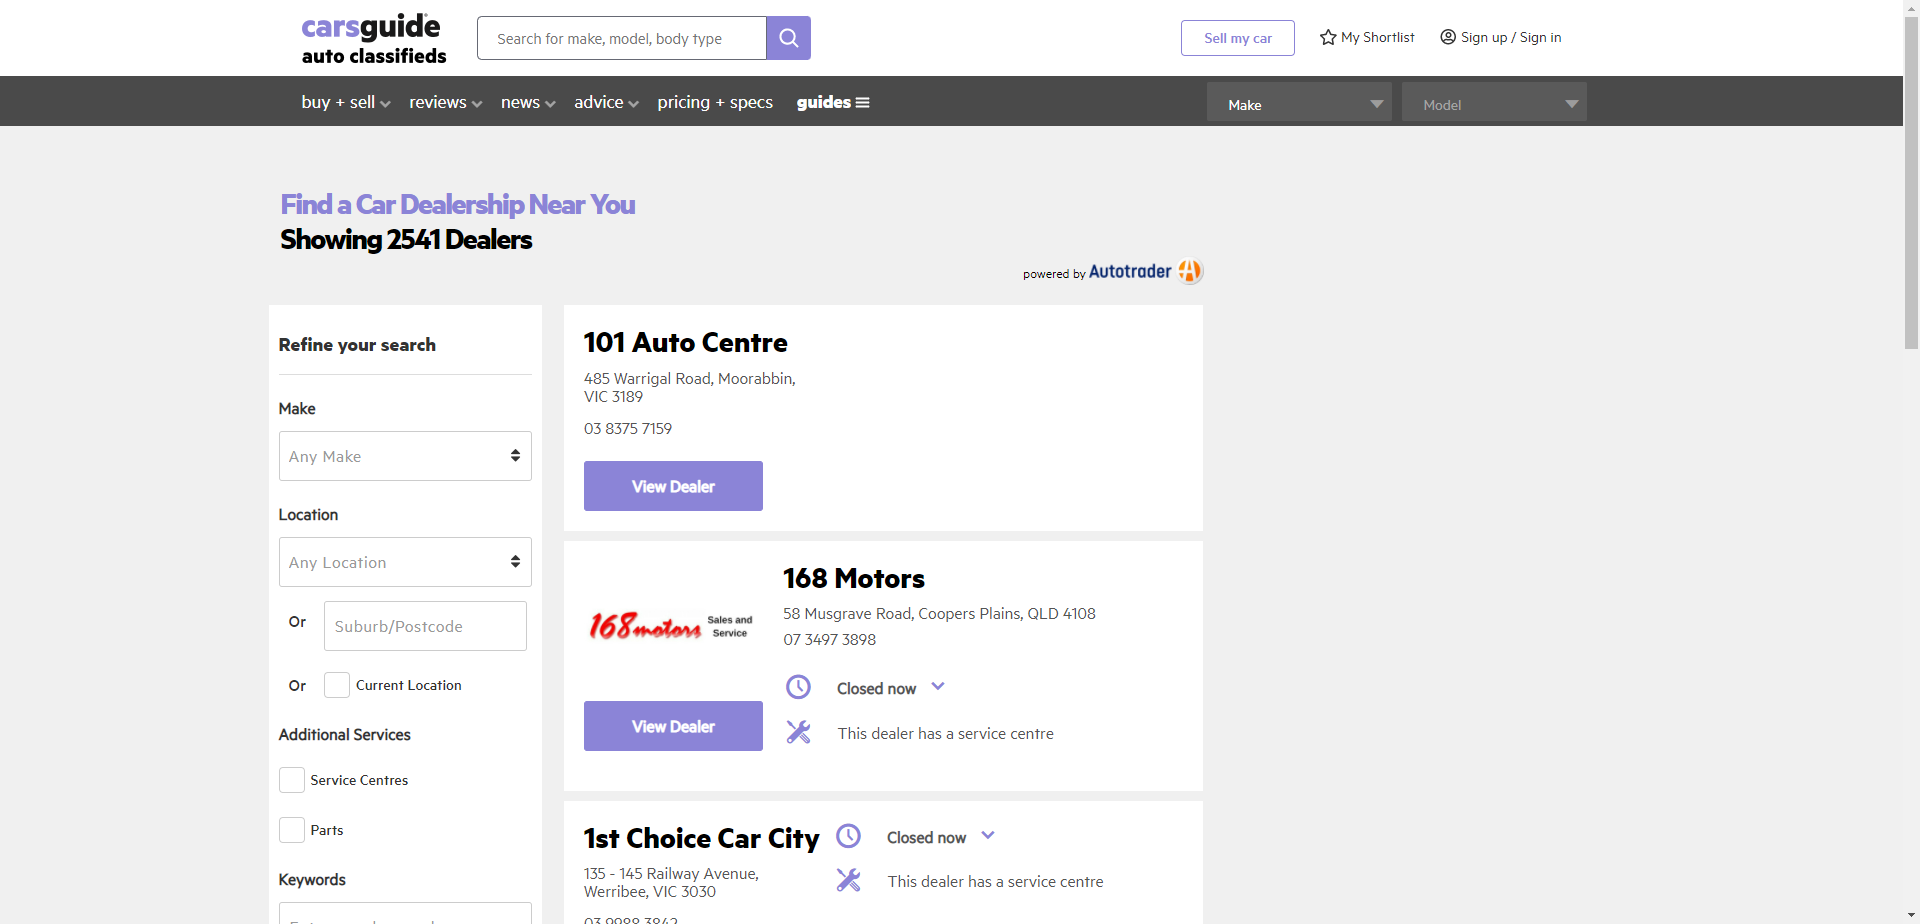 carsguide
auto classifieds
Search for make, model, body type
Sell my car
My Shortlist
Sign up / Sign in
buy + sell
reviews
news
advice
pricing + specs
guides
Make
Model
Find a Car Dealership Near You
Showing 2541 Dealers
powered by Autotrader
Refine your search
Make
Any Make
Location
Any Location
Or
Suburb/Postcode
Or
Current Location
Additional Services
Service Centres
Parts
Keywords
101 Auto Centre
485 Warrigal Road, Moorabbin,
VIC 3189
03 8375 7159
View Dealer
168motors
Sales and
Service
168 Motors
58 Musgrave Road, Coopers Plains, QLD 4108
07 3497 3898
Closed now
This dealer has a service centre
View Dealer
1st Choice Car City
135 - 145 Railway Avenue,
Werribee, VIC 3030
03 9988 3842
Closed now
This dealer has a service centre